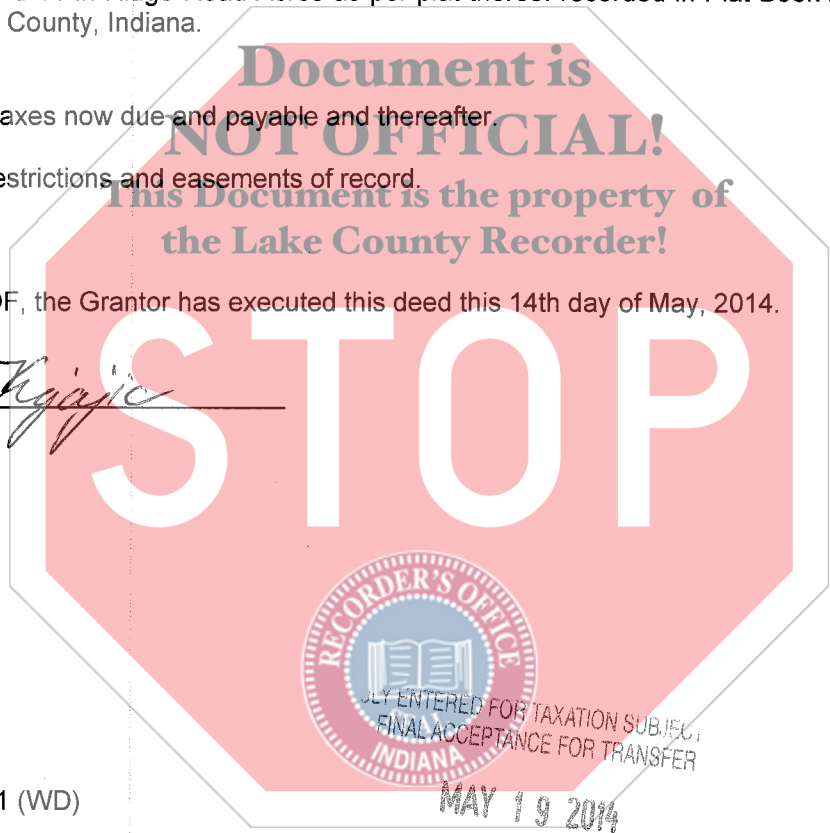 County, Indiana.
Document is
axes now due and payable and thereafter.
NOT OFFICIAL!
estrictions and easements of record.
This Document is the property of
the Lake County Recorder!
F, the Grantor has executed this deed this 14th day of May, 2014.
STOP
RECORDER'S OFFICE
LY ENTERED FOR TAXATION SUBJECT
FINAL ACCEPTANCE FOR TRANSFER
SEAL
INDIANA
1 (WD)
MAY 19 2014